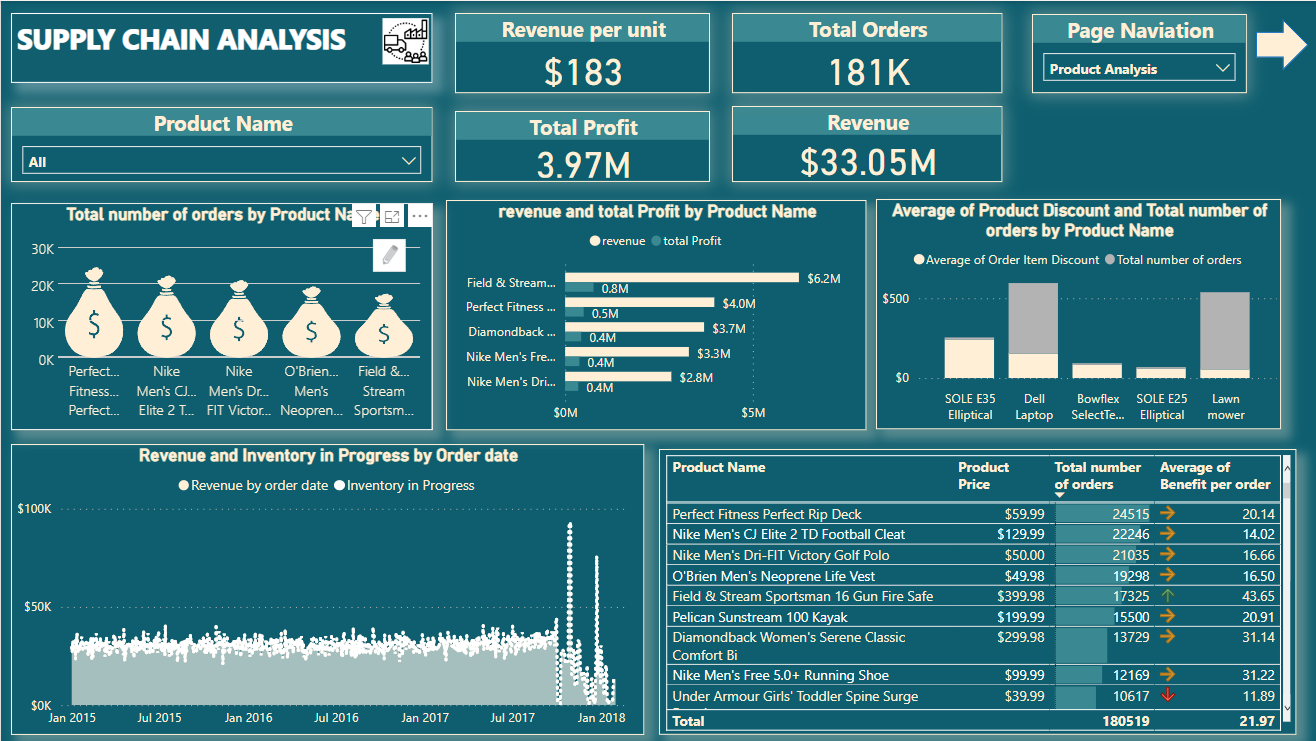 SUPPLY CHAIN ANALYSIS
Revenue per unit
$183
Total Orders
181K
Page Naviation
Product Analysis
Product Name
All
Total Profit
3.97M
Revenue
$33.05M
Total number of orders by Product Na
30K
20K
10K
0K
$ $ $ $ $
Perfect... Nike Nike O'Brien... Field &...
Fitness... Men's CJ... Men's Dr... Men's Stream
Perfect... Elite 2 T... FIT Victor... Neopren... Sportsm...
revenue and total Profit by Product Name
revenue total Profit
Field & Stream... $6.2M
0.8M
Perfect Fitness ... $4.0M
0.5M
Diamondback ... $3.7M
0.4M
Nike Men's Fre... $3.3M
0.4M
Nike Men's Dri... $2.8M
0.4M
$0M $5M
Average of Product Discount and Total number of
orders by Product Name
Average of Order Item Discount Total number of orders
$500
$0
SOLE E35 Dell Bowflex SOLE E25 Lawn
Elliptical Laptop SelectTe... Elliptical mower
Revenue and Inventory in Progress by Order date
Revenue by order date Inventory in Progress
$100K
$50K
$0K
Jan 2015 Jul 2015 Jan 2016 Jul 2016 Jan 2017 Jul 2017 Jan 2018
Product Name Product Total number Average of
Price of orders Benefit per order
Perfect Fitness Perfect Rip Deck $59.99 24515 20.14
Nike Men's CJ Elite 2 TD Football Cleat $129.99 22246 14.02
Nike Men's Dri-FIT Victory Golf Polo $50.00 21035 16.66
O'Brien Men's Neoprene Life Vest $49.98 19298 16.50
Field & Stream Sportsman 16 Gun Fire Safe $399.98 17325 43.65
Pelican Sunstream 100 Kayak $199.99 15500 20.91
Diamondback Women's Serene Classic $299.98 13729 31.14
Comfort Bi
Nike Men's Free 5.0+ Running Shoe $99.99 12169 31.22
Under Armour Girls' Toddler Spine Surge $39.99 10617 11.89
Total 180519 21.97